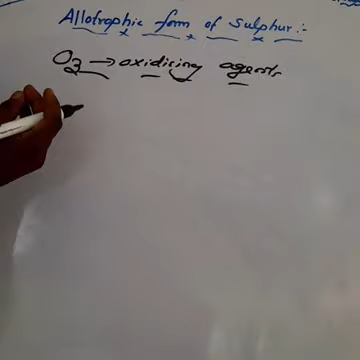 Allotrophic form of Sulphur:-
O3 → oxidising agents